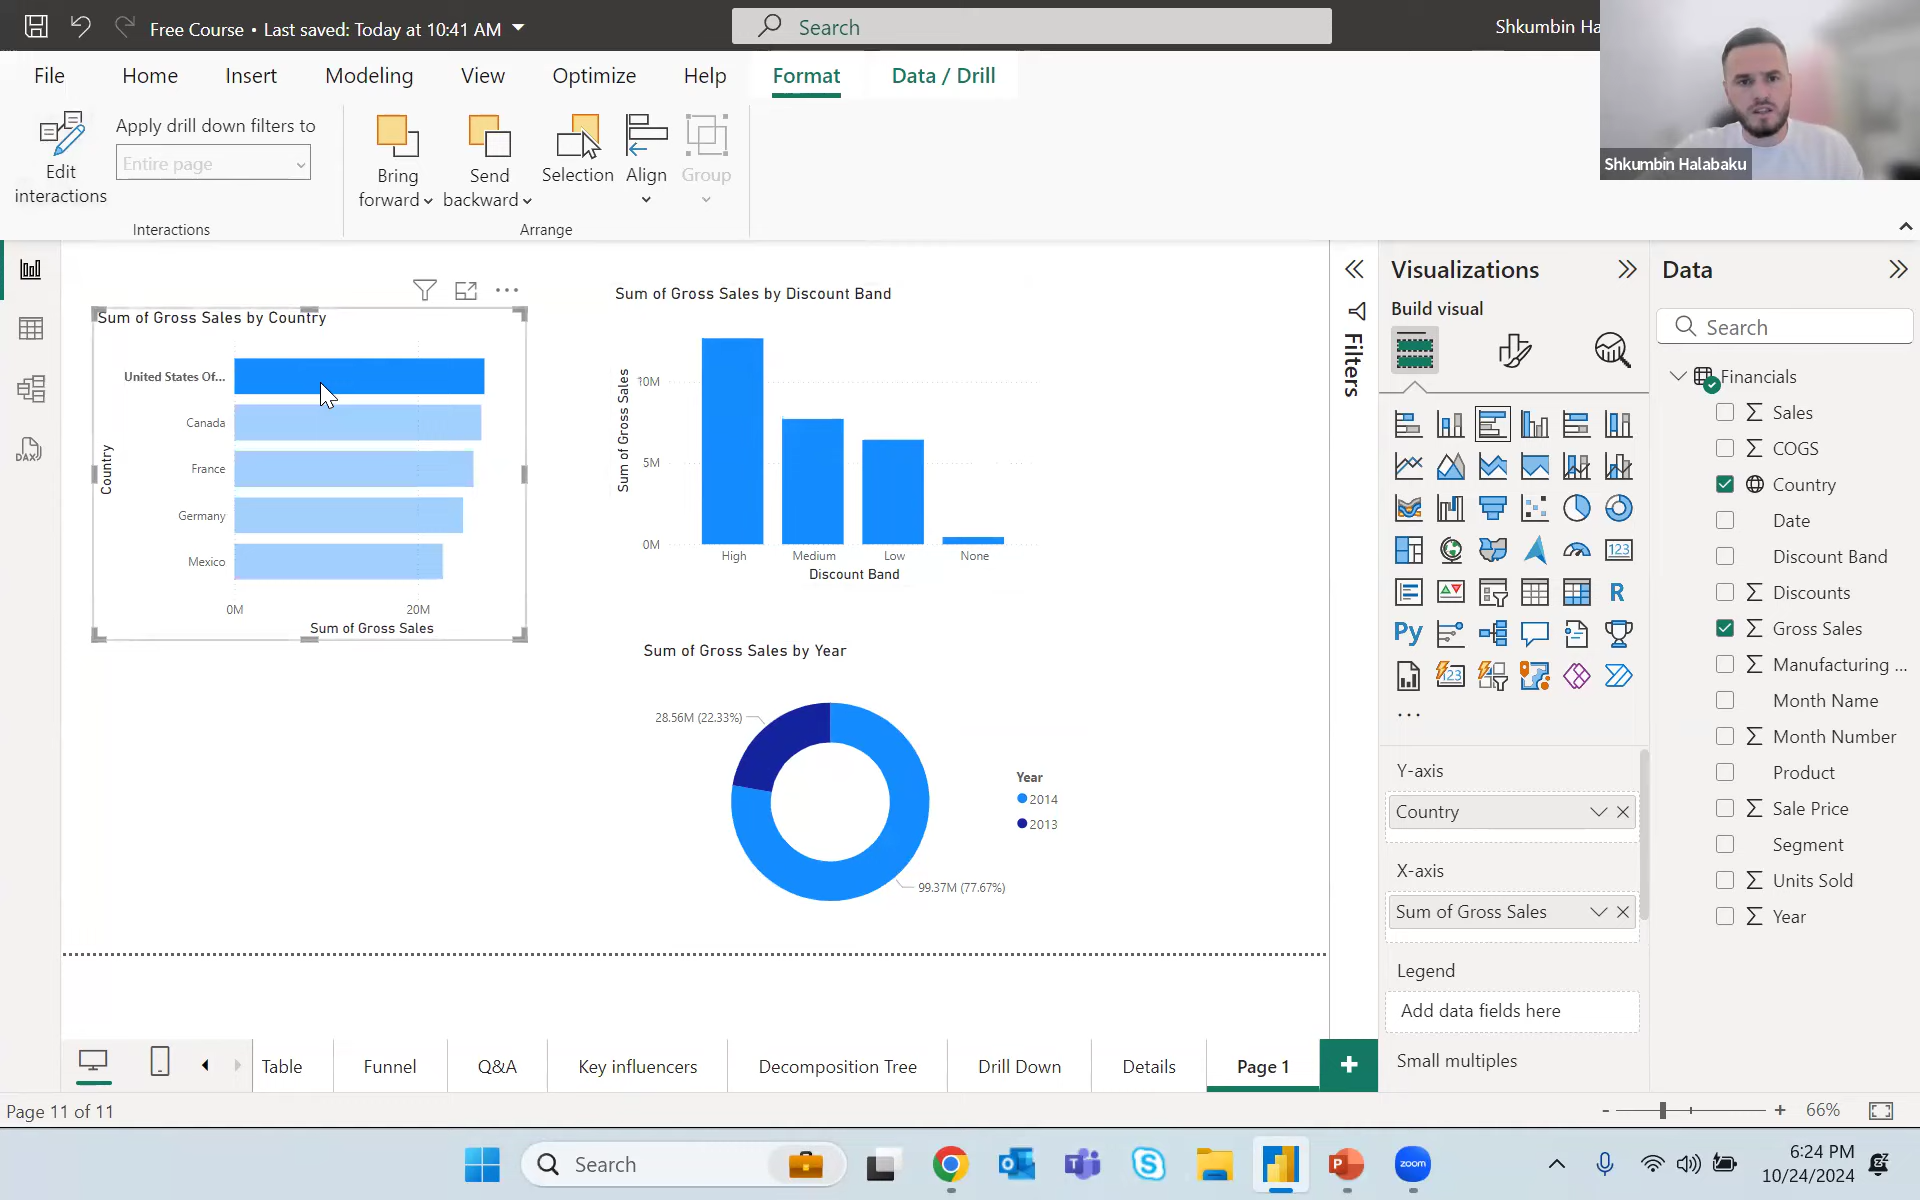 Free Course • Last saved: Today at 10:41 AM
Search
Shkumbin Ha
File Home Insert Modeling View Optimize Help Format Data / Drill
Edit
interactions
Apply drill down filters to
Entire page
Interactions
Bring
forward
Send
backward
Selection
Align
Group
Arrange
Shkumbin Halabaku
Sum of Gross Sales by Country
Country
United States Of...
Canada
France
Germany
Mexico
0M 20M
Sum of Gross Sales
Sum of Gross Sales by Discount Band
Sum of Gross Sales
10M
5M
0M
High Medium Low None
Discount Band
Sum of Gross Sales by Year
28.56M (22.33%)
99.37M (77.67%)
Year
2014
2013
Filters
Visualizations
Build visual
123
R
Py
123
...
Y-axis
Country
X-axis
Sum of Gross Sales
Legend
Add data fields here
Small multiples
Data
Search
Financials
Sales
COGS
Country
Date
Discount Band
Discounts
Gross Sales
Manufacturing ...
Month Name
Month Number
Product
Sale Price
Segment
Units Sold
Year
DAX
Table Funnel Q&A Key influencers Decomposition Tree Drill Down Details Page 1 +
Page 11 of 11
- + 66%
Search
zoom
6:24 PM
10/24/2024